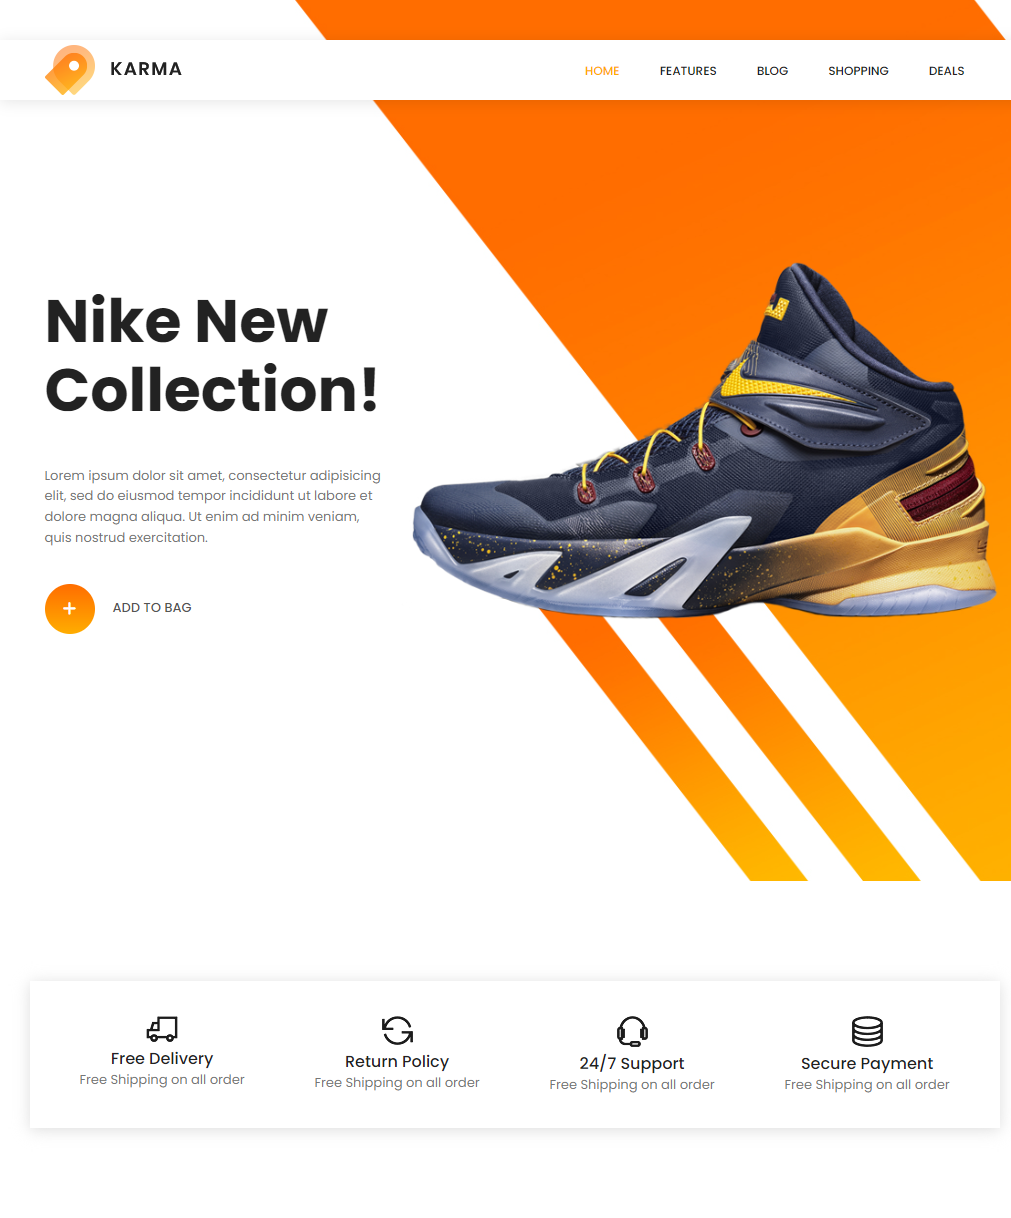 KARMA
HOME FEATURES BLOG SHOPPING DEALS
Nike New
Collection!
Lorem ipsum dolor sit amet, consectetur adipisicing
elit, sed do eiusmod tempor incididunt ut labore et
dolore magna aliqua. Ut enim ad minim veniam,
quis nostrud exercitation.
ADD TO BAG
Free Delivery
Free Shipping on all order
Return Policy
Free Shipping on all order
24/7 Support
Free Shipping on all order
Secure Payment
Free Shipping on all order